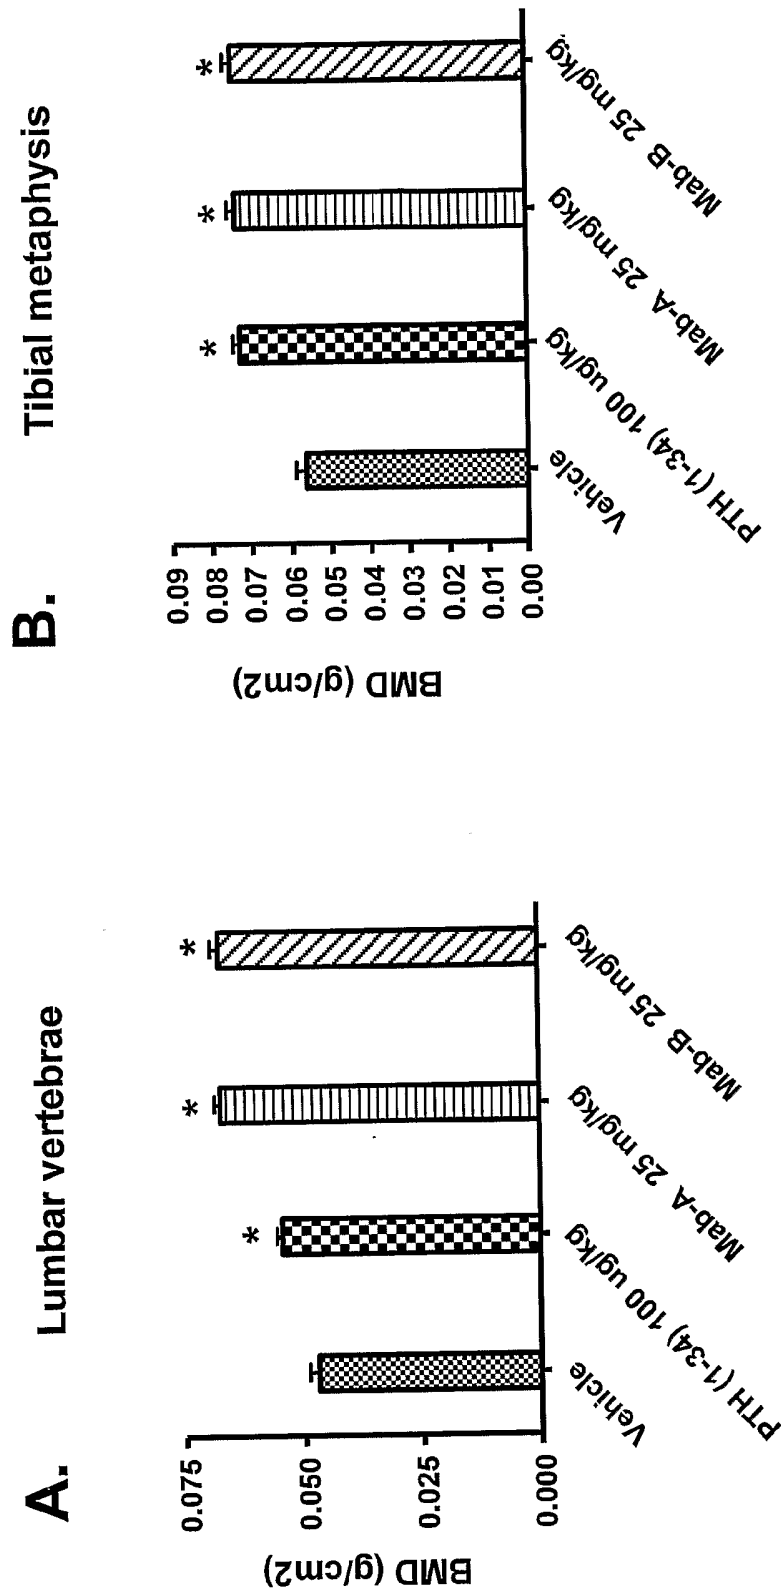 A. Lumbar vertebrae
BMD (g/cm2)
0.075
0.050
0.025
0.000
*
*
*
Vehicle
PTH (1-34) 100 ug/kg
Mab-A 25 mg/kg
Mab-B 25 mg/kg
B. Tibial metaphysis
BMD (g/cm2)
0.09
0.08
0.07
0.06
0.05
0.04
0.03
0.02
0.01
0.00
*
*
*
Vehicle
PTH (1-34) 100 ug/kg
Mab-A 25 mg/kg
Mab-B 25 mg/kg